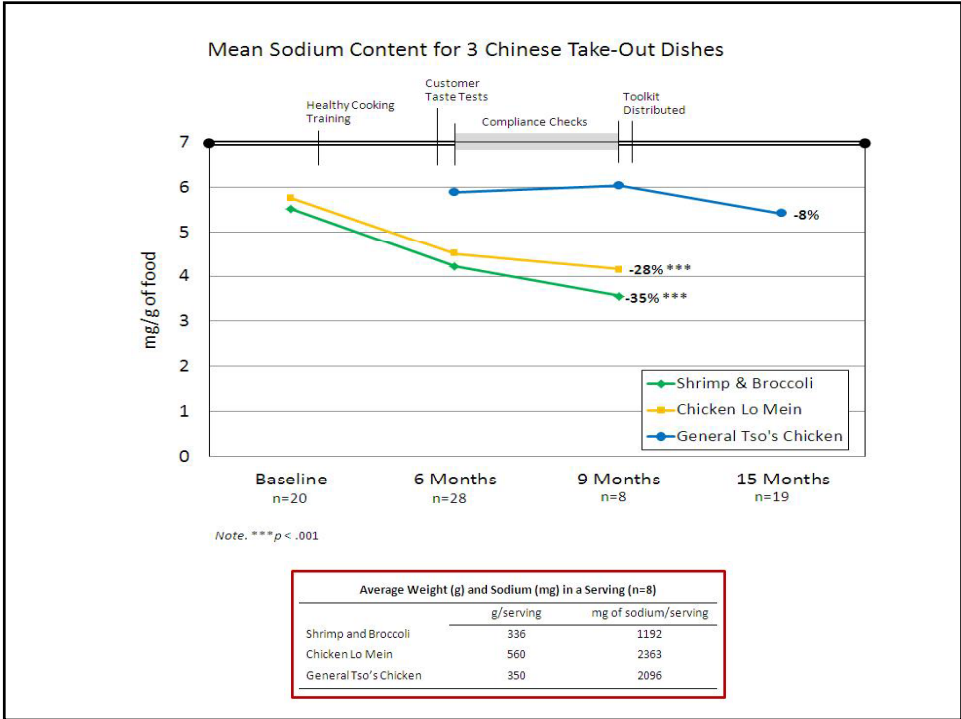 Mean Sodium Content for 3 Chinese Take-Out Dishes
Customer
Taste Tests
Healthy Cooking
Training
Toolkit
Distributed
Compliance Checks
7
6
5
4
3
2
1
0
mg/g of food
-8%
-28% ***
-35% ***
Shrimp & Broccoli
Chicken Lo Mein
General Tso's Chicken
Baseline 6 Months 9 Months 15 Months
n=20 n=28 n=8 n=19
Note. ***p < .001
Average Weight (g) and Sodium (mg) in a Serving (n=8)
g/serving mg of sodium/serving
Shrimp and Broccoli 336 1192
Chicken Lo Mein 560 2363
General Tso's Chicken 350 2096